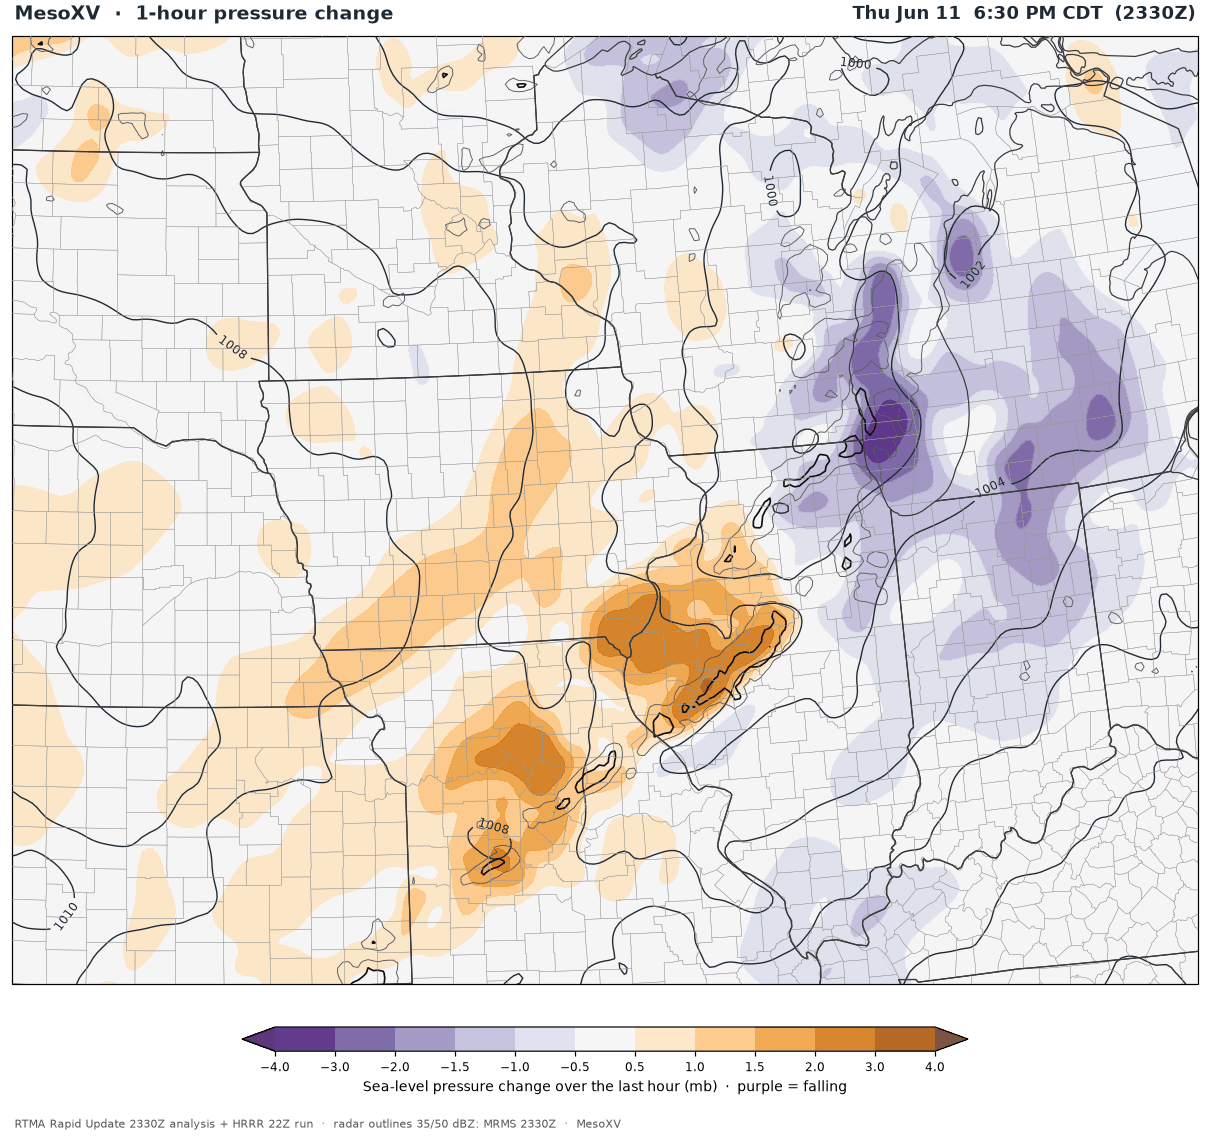 MesoXV · 1-hour pressure change
Thu Jun 11 6:30 PM CDT (2330Z)
1000
1000
1002
1008
1004
1008
1010
−4.0 −3.0 −2.0 −1.5 −1.0 −0.5 0.5 1.0 1.5 2.0 3.0 4.0
Sea-level pressure change over the last hour (mb) · purple = falling
RTMA Rapid Update 2330Z analysis + HRRR 22Z run · radar outlines 35/50 dBZ: MRMS 2330Z · MesoXV